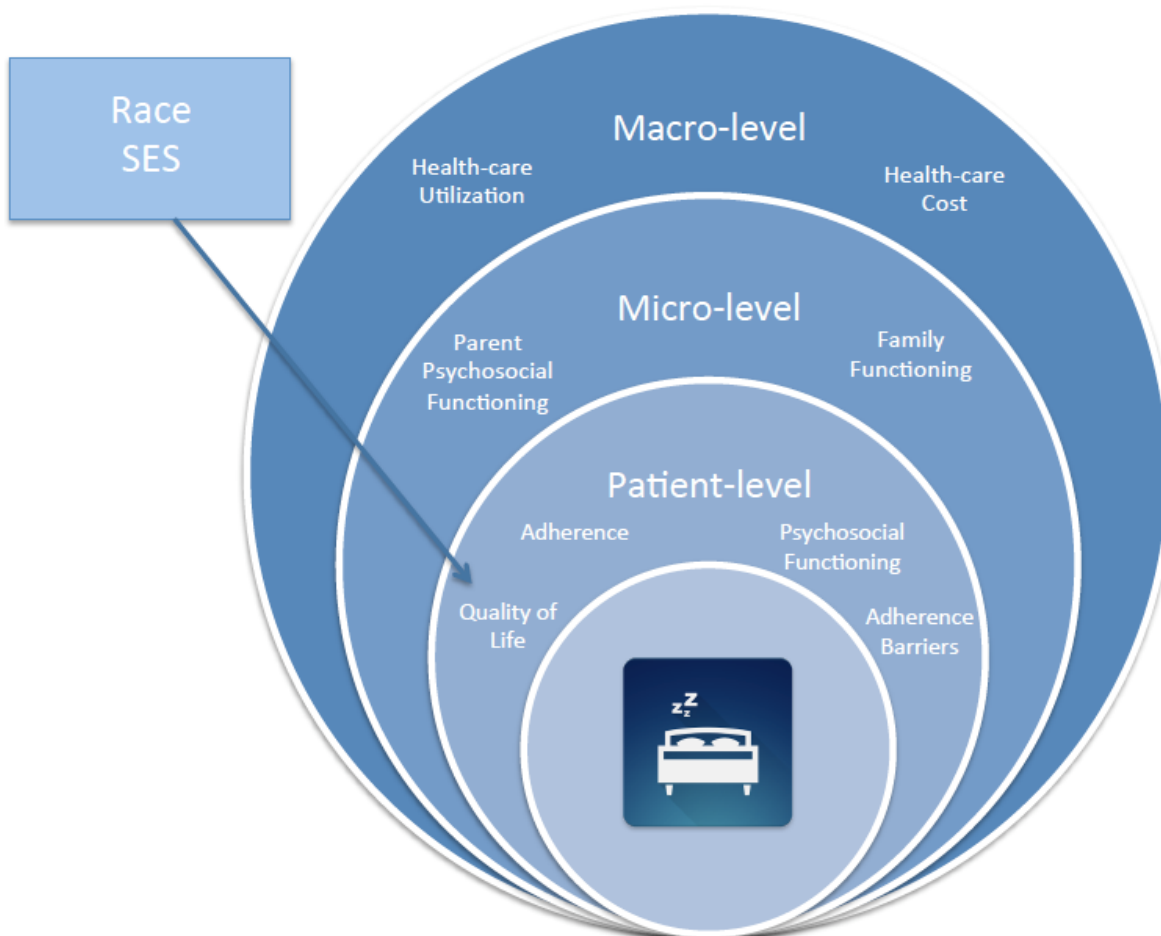 Race
SES
Macro-level
Health-care
Utilization
Health-care
Cost
Micro-level
Parent
Psychosocial
Functioning
Family
Functioning
Patient-level
Adherence
Psychosocial
Functioning
Quality of
Life
Adherence
Barriers
zzZ